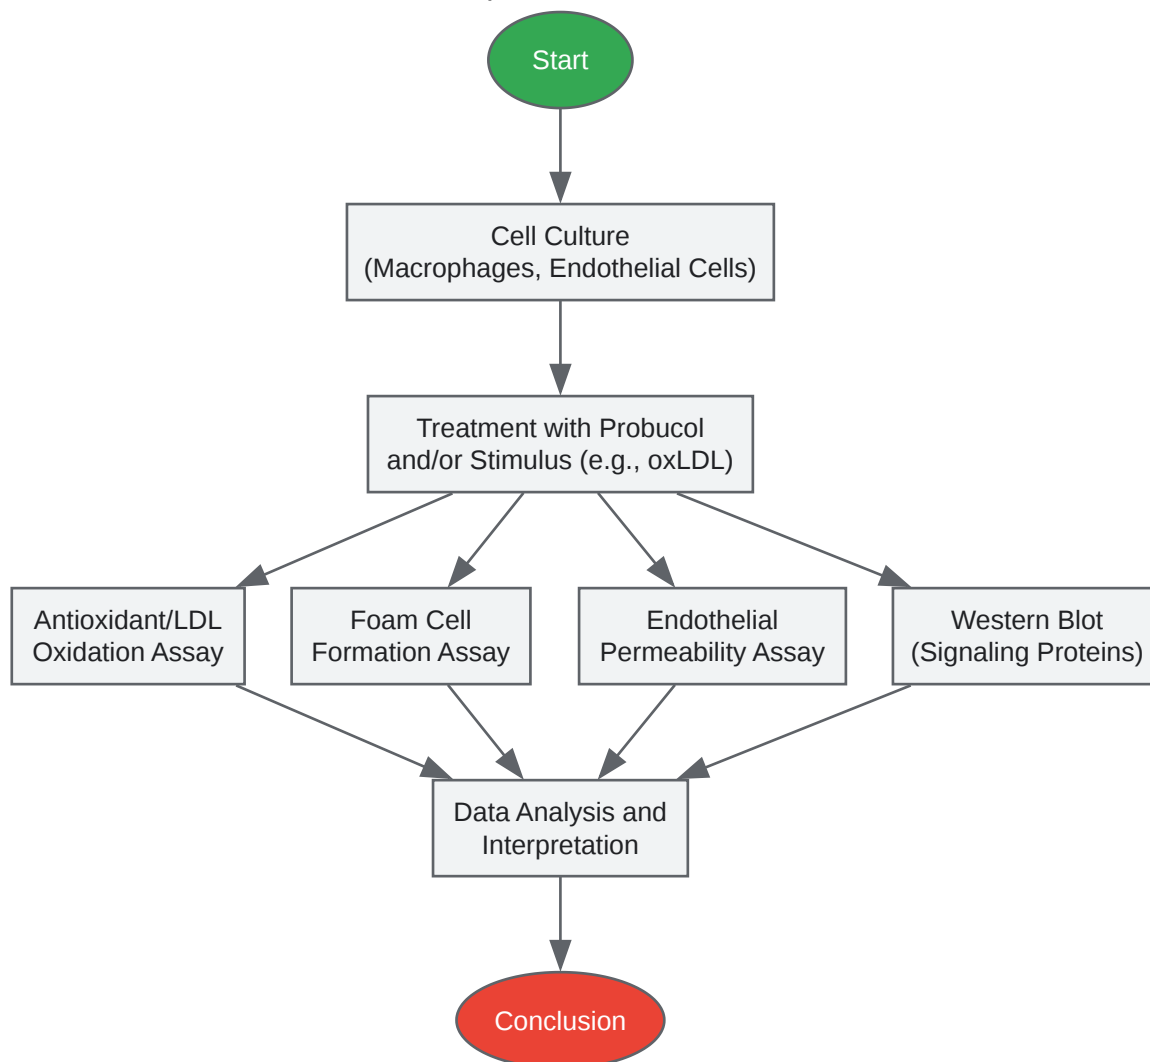 Start
Cell Culture
(Macrophages, Endothelial Cells)
Treatment with Probucol
and/or Stimulus (e.g., oxLDL)
Antioxidant/LDL
Oxidation Assay
Foam Cell
Formation Assay
Endothelial
Permeability Assay
Western Blot
(Signaling Proteins)
Data Analysis and
Interpretation
Conclusion